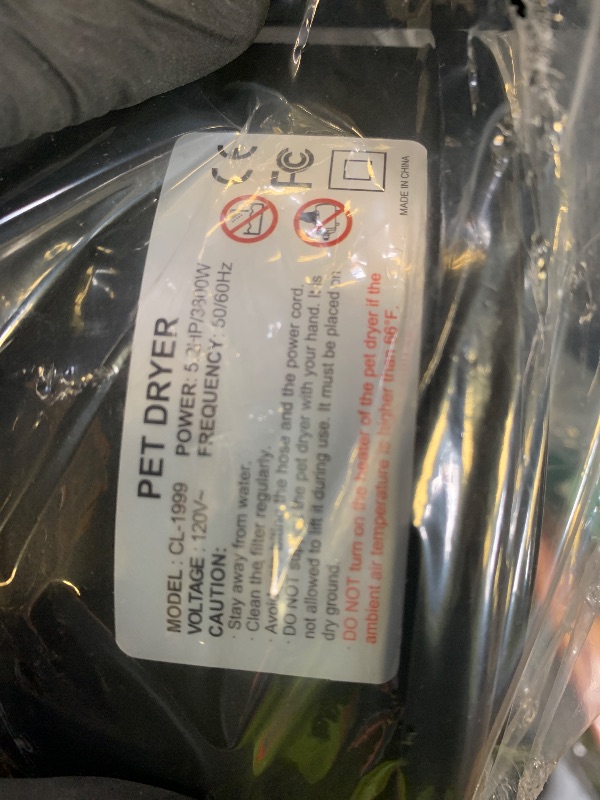 PET DRYER
MODEL : CL-1999 POWER: 5.2HP/3800W
VOLTAGE : 120V~ FREQUENCY: 50/60Hz
CAUTION:
· Stay away from water.
· Clean the filter regularly.
· Avoid the hose and the power cord.
· DO NOT the pet dryer with your hand. It is
not allowed to lift it during use. It must be placed on
dry ground.
· DO NOT turn on the heater of the pet dryer if the
ambient air temperature is higher than 66°F.
CE FC
MADE IN CHINA